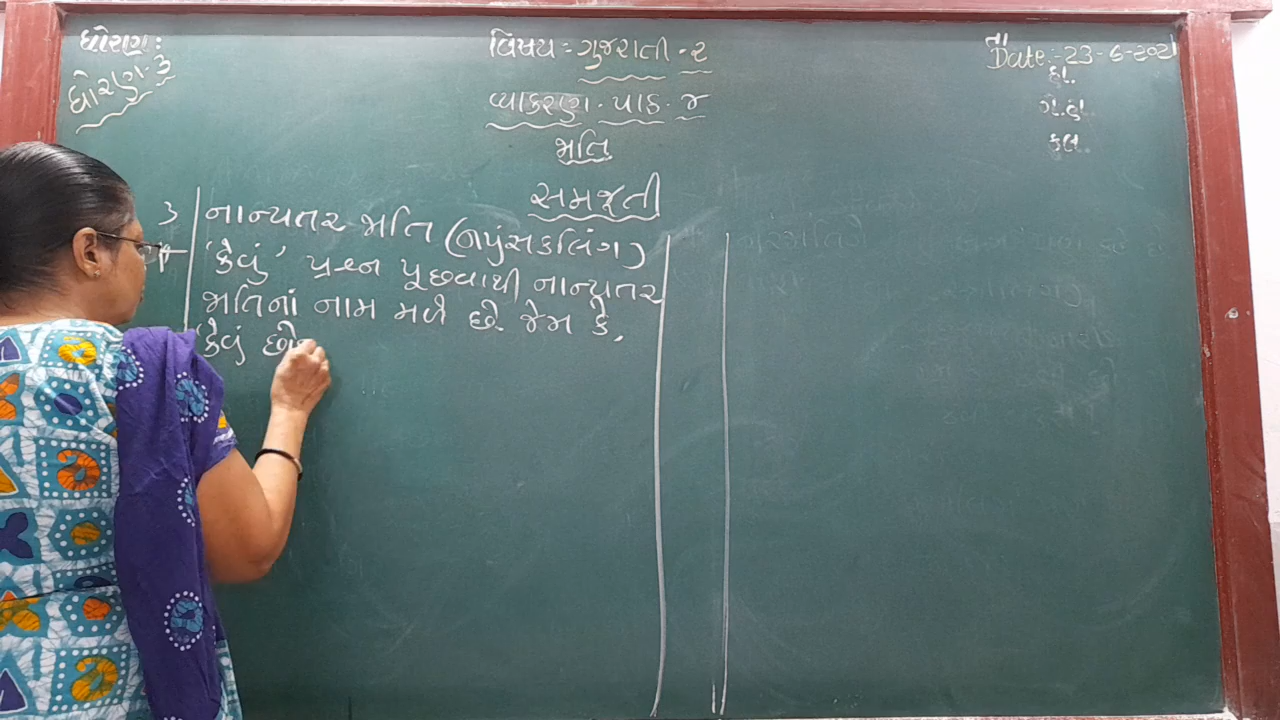 ધોરણ:
ધોરણ-૩
વિષય:- ગુજરાતી - ૨
વ્યાકરણ - પાઠ - ૪
જાતિ
તા
Date:-23-6-2021
હા.
ગે.હા.
કુલ
સમજૂતી
૩ નાન્યતર જાતિ (નપુંસકલિંગ)
'કેવું' પ્રશ્ન પૂછવાથી નાન્યતર
જાતિનાં નામ મળે છે. જેમ કે,
'કેવું